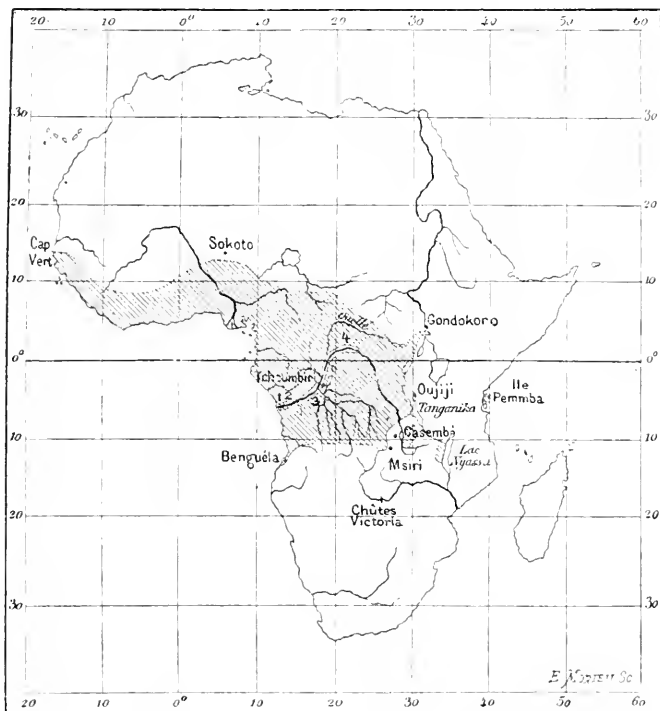 20 10 0° 10 20 30 40 50 60
30 30
20 20
Cap
Vert
Sokoto
10 10
Gondokoro
4
0° 0°
Oujiji
Tanganika
Ile
Pemmba
1 2
3
Casembé
10 10
Benguéla
Msiri
Lac
Nyassa
Chûtes
Victoria
20 20
30 30
20 10 0° 10 20 30 40 50 60